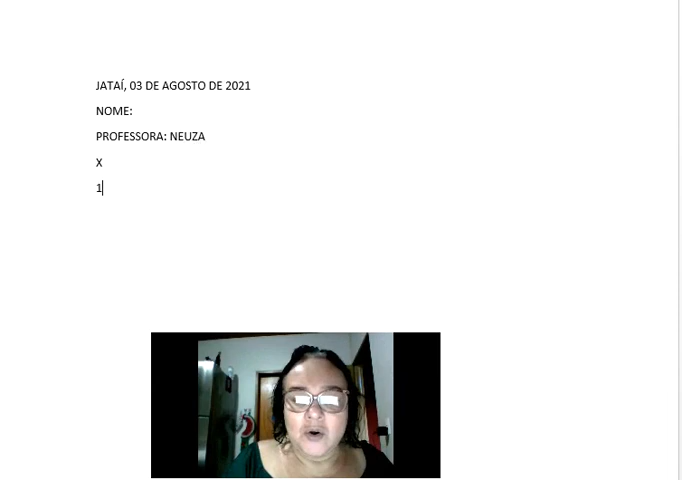 JATAÍ, 03 DE AGOSTO DE 2021
NOME:
PROFESSORA: NEUZA
X
1